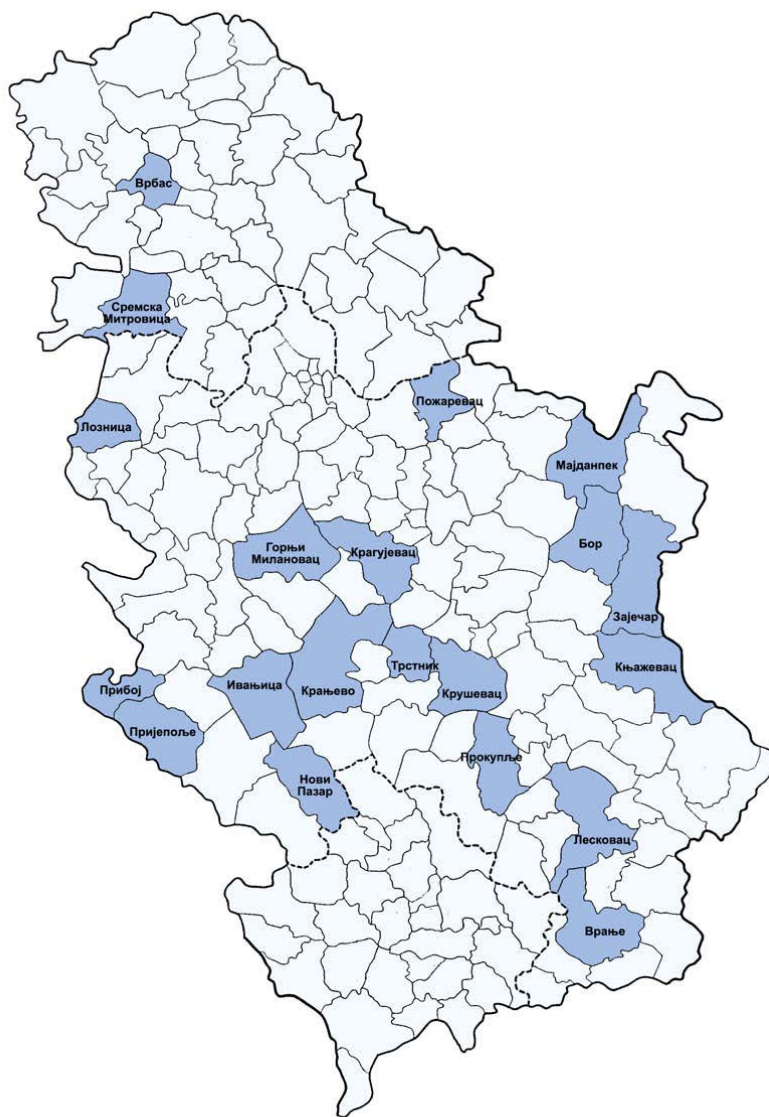 Врбас
Сремска
Митровица
Пожаревац
Лозница
Мајданпек
Бор
Горњи
Милановац
Крагујевац
Зајечар
Трстник
Књажевац
Прибој
Ивањица
Крањево
Крушевац
Пријепоље
Прокупље
Нови
Пазар
Лесковац
Врање